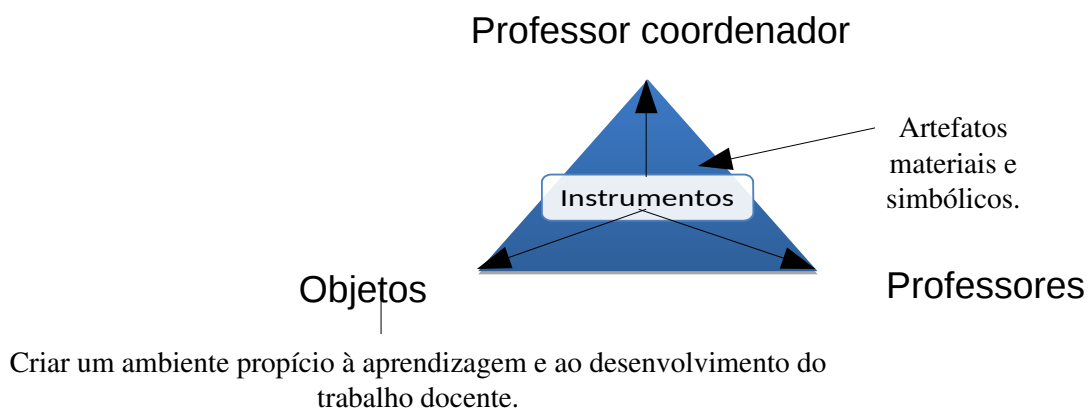 Professor coordenador
Artefatos
materiais e
simbólicos.
Instrumentos
Objetos
Professores
Criar um ambiente propício à aprendizagem e ao desenvolvimento do
trabalho docente.